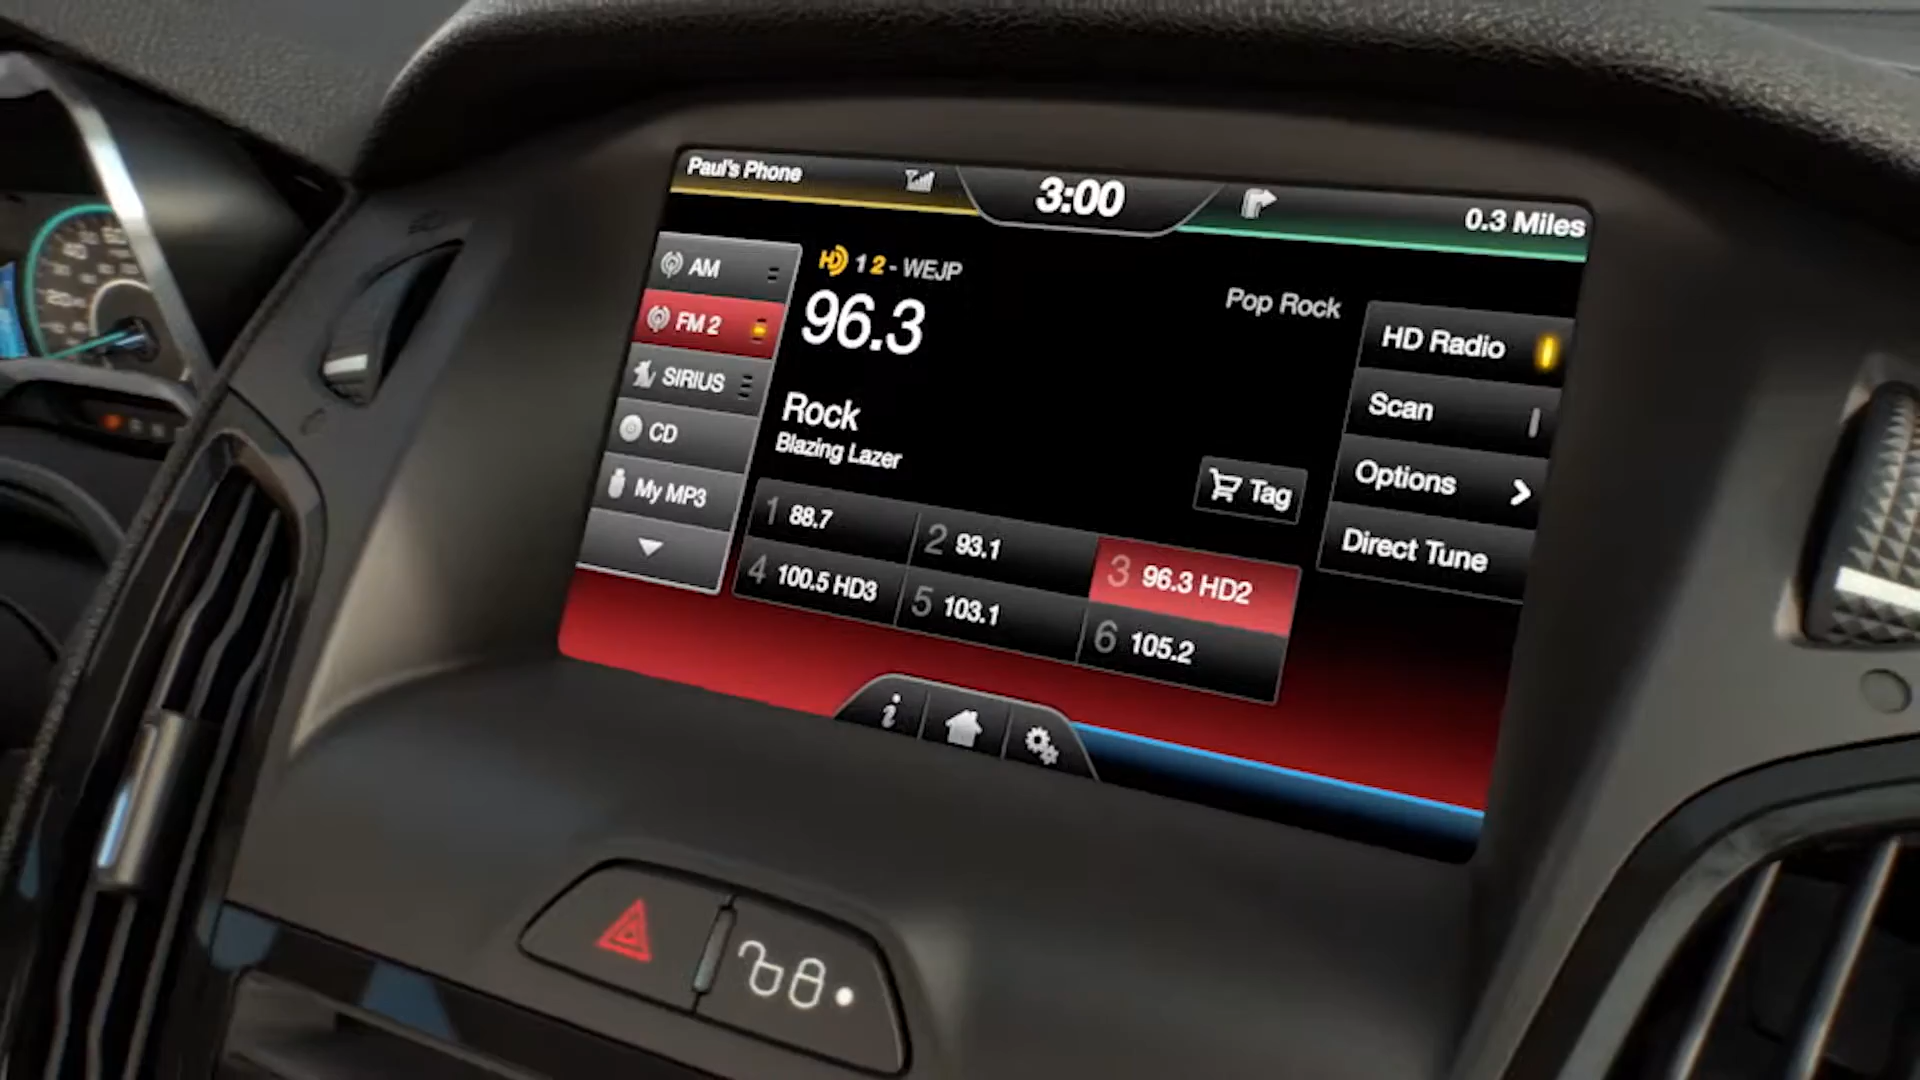 Paul's Phone
3:00
0.3 Miles
AM
FM 2
SIRIUS
CD
My MP3
HD 1 2 - WEJP
96.3
Pop Rock
Rock
Blazing Lazer
Tag
HD Radio
Scan
Options
Direct Tune
1 88.7
2 93.1
3 96.3 HD2
4 100.5 HD3
5 103.1
6 105.2
i
20